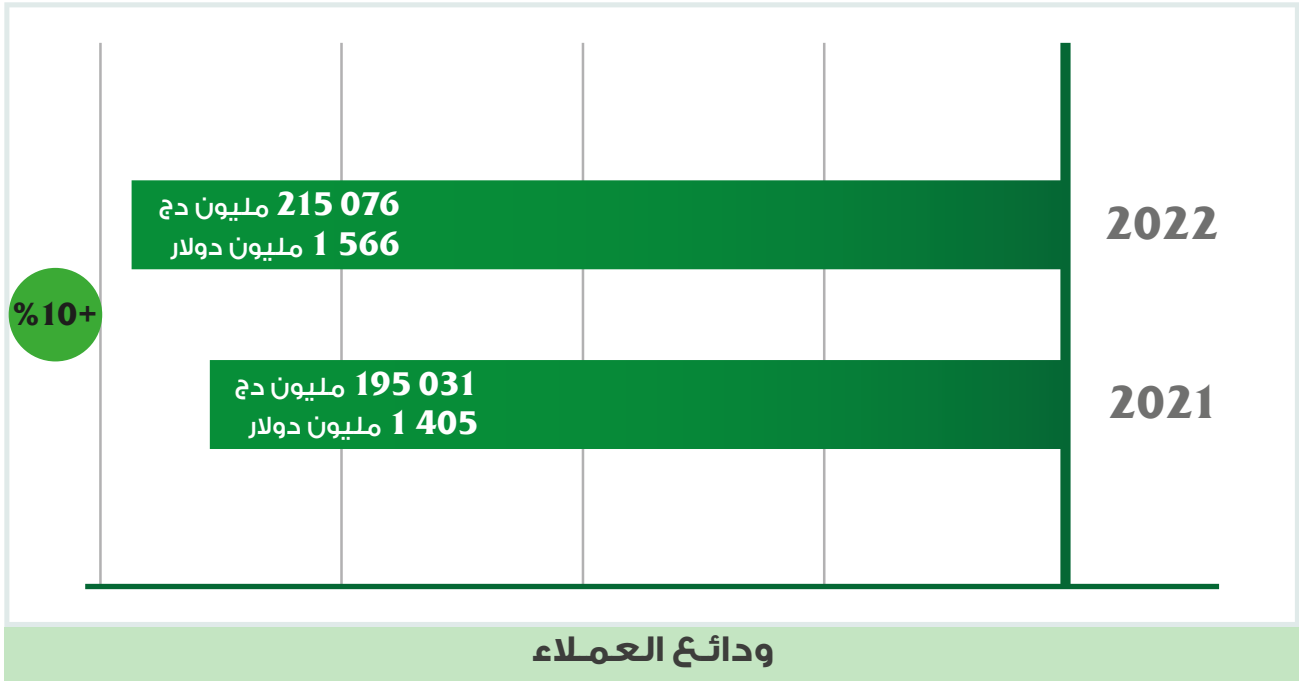 2022
215 076 مليون دج
1 566 مليون دولار
%10+
2021
195 031 مليون دج
1 405 مليون دولار
ودائع العملاء